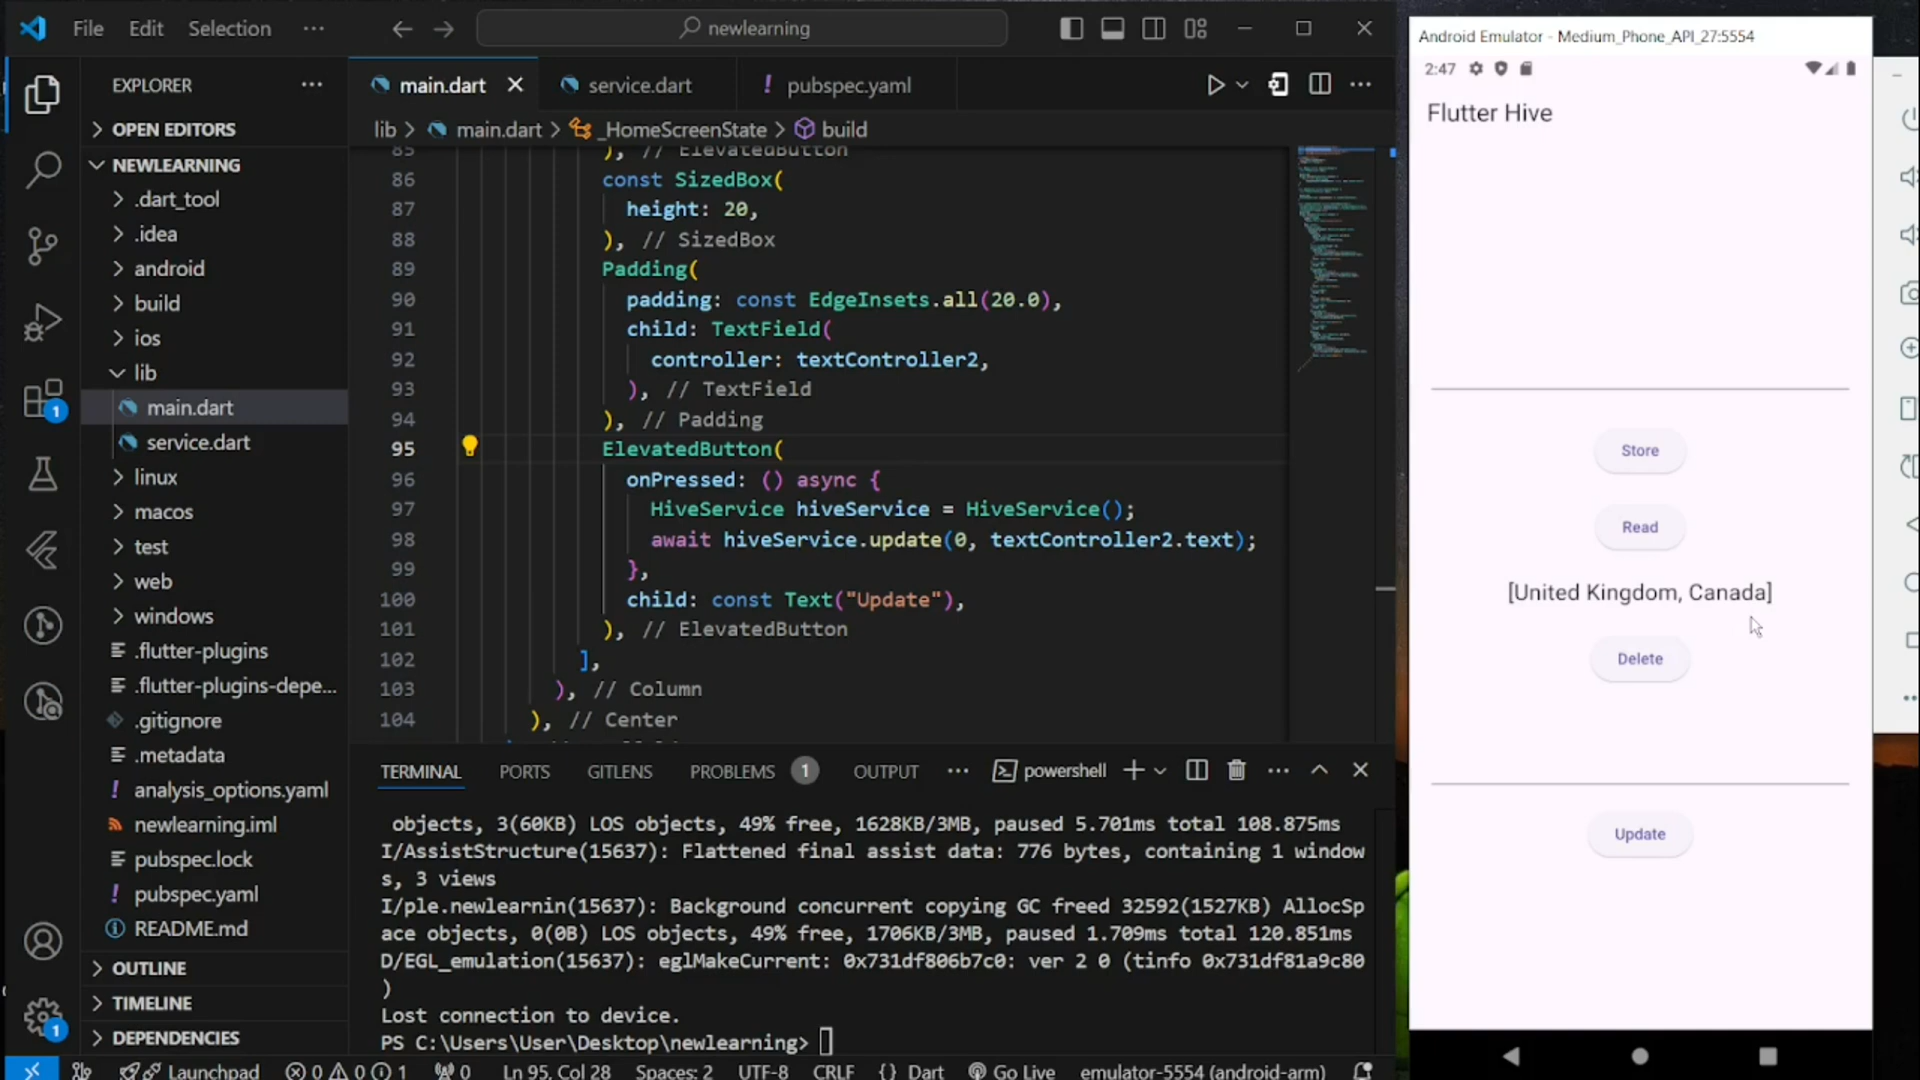 File Edit Selection ··· newlearning
EXPLORER ···
OPEN EDITORS
NEWLEARNING
.dart_tool
.idea
android
build
ios
lib
main.dart
service.dart
linux
macos
test
web
windows
.flutter-plugins
.flutter-plugins-depe...
.gitignore
.metadata
! analysis_options.yaml
newlearning.iml
pubspec.lock
! pubspec.yaml
README.md
OUTLINE
TIMELINE
DEPENDENCIES
1
1
main.dart service.dart ! pubspec.yaml
lib > main.dart > _HomeScreenState > build
85 ), // ElevatedButton
86 const SizedBox(
87 height: 20,
88 ), // SizedBox
89 Padding(
90 padding: const EdgeInsets.all(20.0),
91 child: TextField(
92 controller: textController2,
93 ), // TextField
94 ), // Padding
95 ElevatedButton(
96 onPressed: () async {
97 HiveService hiveService = HiveService();
98 await hiveService.update(0, textController2.text);
99 },
100 child: const Text("Update"),
101 ), // ElevatedButton
102 ],
103 ), // Column
104 ), // Center
TERMINAL PORTS GITLENS PROBLEMS 1 OUTPUT ··· powershell
objects, 3(60KB) LOS objects, 49% free, 1628KB/3MB, paused 5.701ms total 108.875ms
I/AssistStructure(15637): Flattened final assist data: 776 bytes, containing 1 window
s, 3 views
I/ple.newlearnin(15637): Background concurrent copying GC freed 32592(1527KB) AllocSp
ace objects, 0(0B) LOS objects, 49% free, 1706KB/3MB, paused 1.709ms total 120.851ms
D/EGL_emulation(15637): eglMakeCurrent: 0x731df806b7c0: ver 2 0 (tinfo 0x731df81a9c80
)
Lost connection to device.
PS C:\Users\User\Desktop\newlearning>
Launchpad 0 0 1 0 Ln 95, Col 28 Spaces: 2 UTF-8 CRLF {} Dart Go Live emulator-5554 (android-arm)
Android Emulator - Medium_Phone_API_27:5554
2:47
Flutter Hive
Store
Read
[United Kingdom, Canada]
Delete
Update